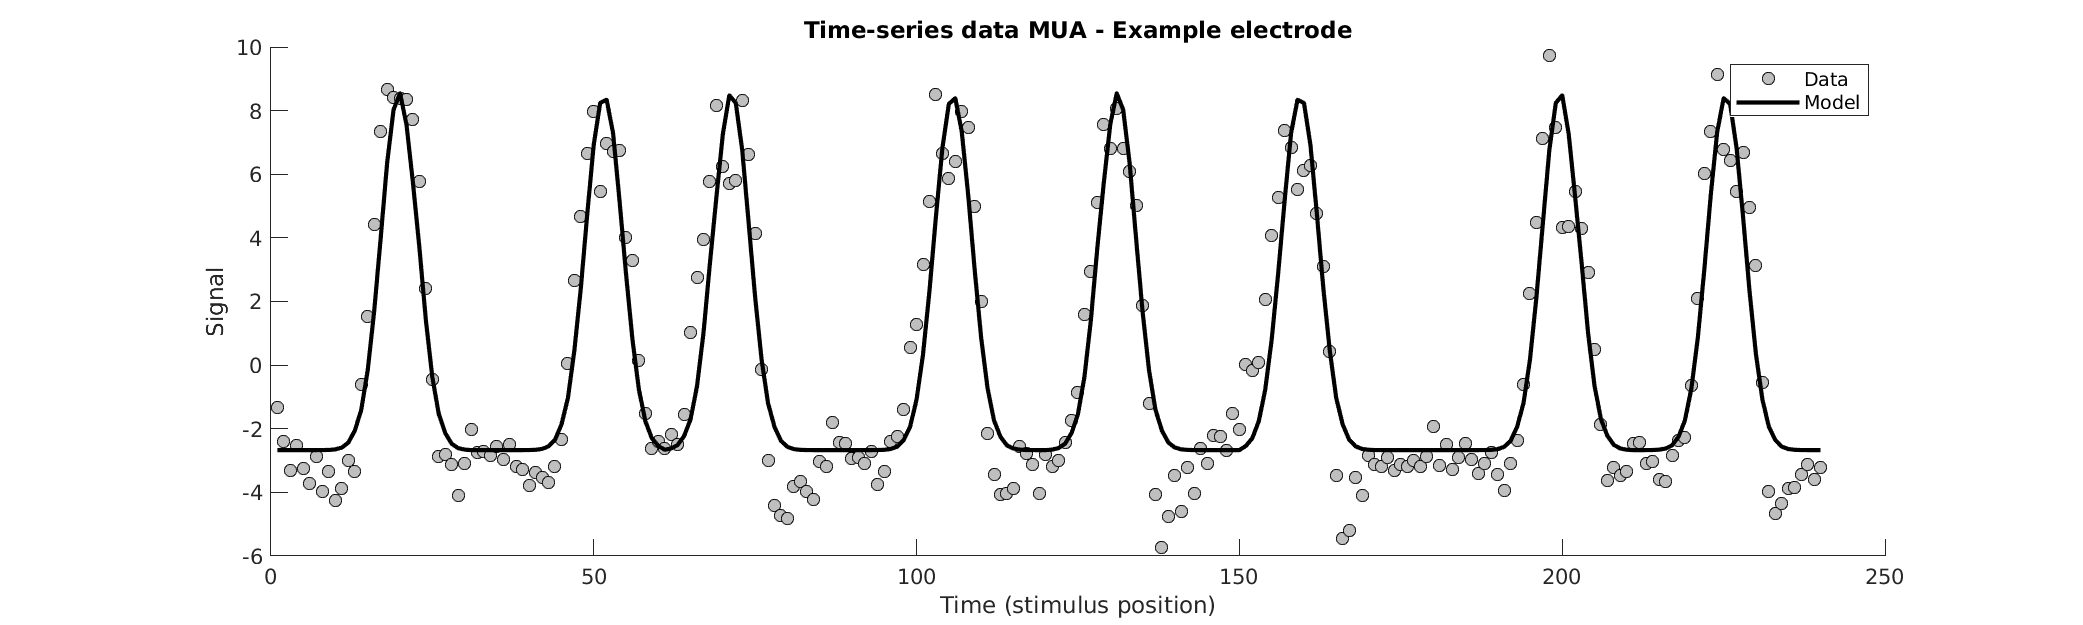 Time-series data MUA - Example electrode
10
8
6
4
2
0
-2
-4
-6
Signal
Data
Model
0 50 100 150 200 250
Time (stimulus position)